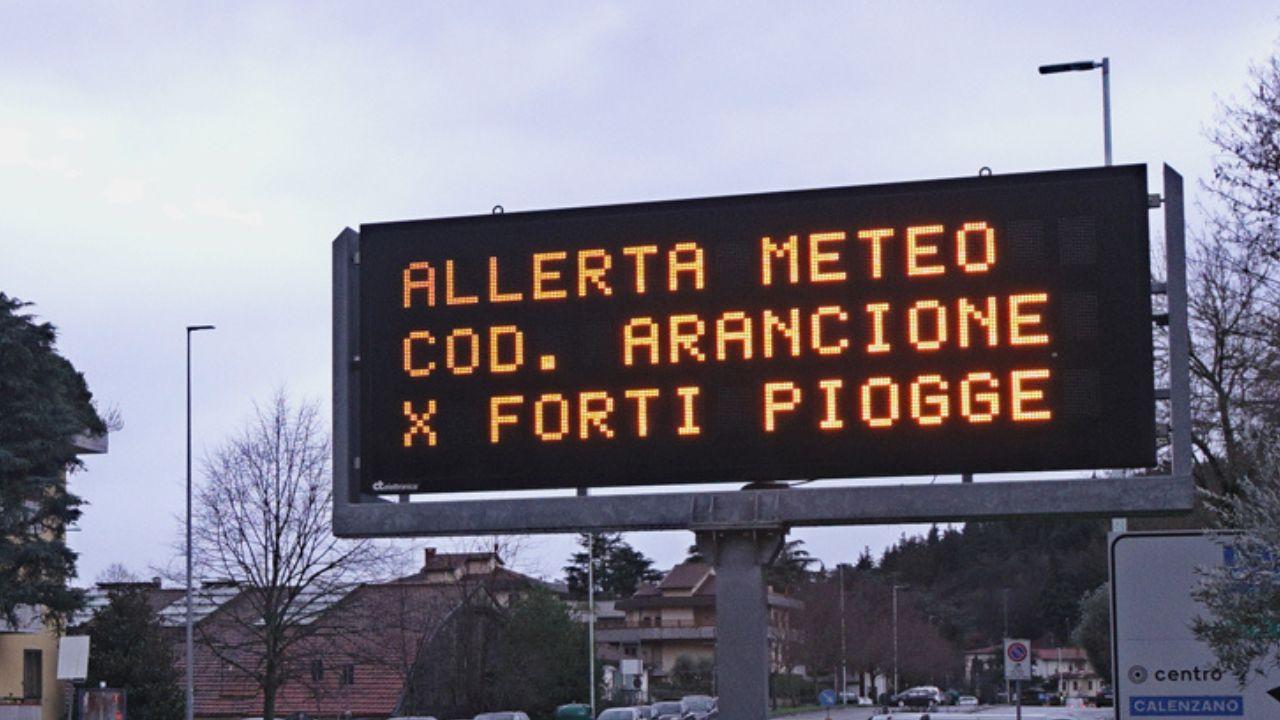 ALLERTA METEO
COD. ARANCIONE
X FORTI PIOGGE
centro
CALENZANO